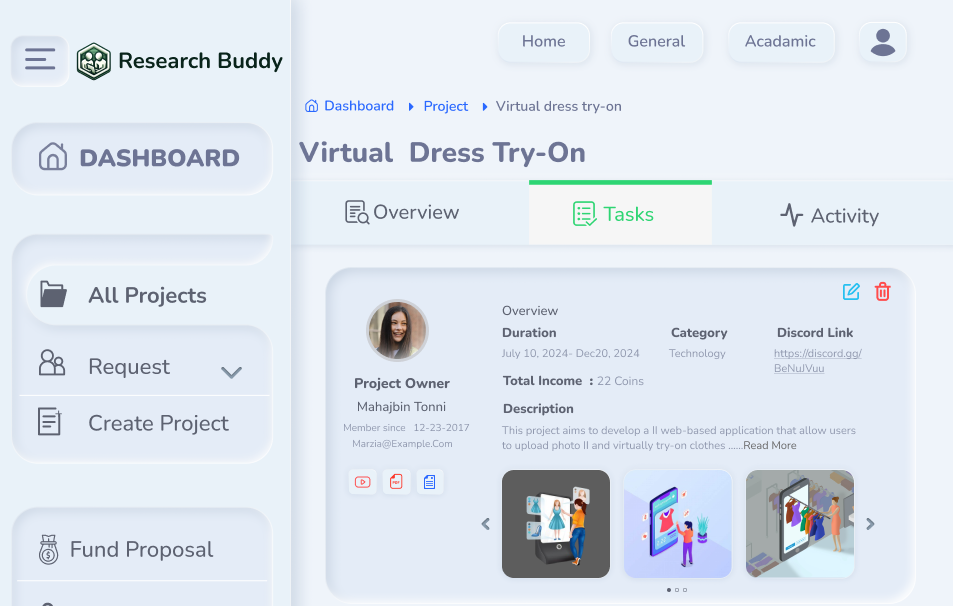 Research Buddy
Home
General
Acadamic
Dashboard
Project
Virtual dress try-on
DASHBOARD
Virtual Dress Try-On
Overview
Tasks
Activity
All Projects
Request
Create Project
Fund Proposal
Project Owner
Mahajbin Tonni
Member since 12-23-2017
Marzia@Example.Com
PDF
Overview
Duration
Category
Discord Link
July 10, 2024- Dec20, 2024
Technology
https://discord.gg/
BeNuJVuu
Total Income : 22 Coins
Description
This project aims to develop a II web-based application that allow users
to upload photo II and virtually try-on clothes ......Read More